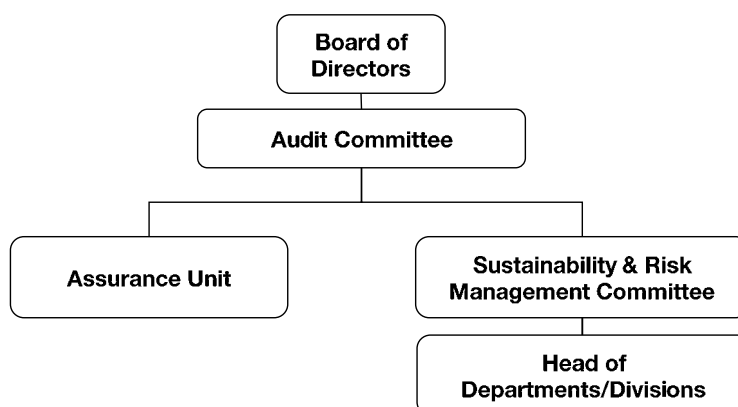 Board of
Directors
Audit Committee
Assurance Unit
Sustainability & Risk
Management Committee
Head of
Departments/Divisions